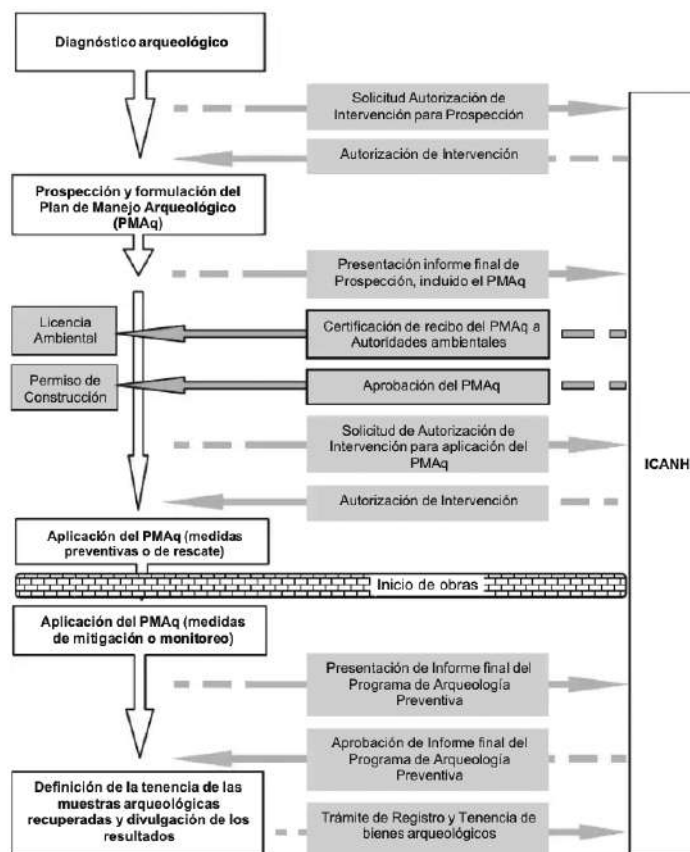 Diagnóstico arqueológico
Solicitud Autorización de
Intervención para Prospección
Autorización de Intervención
Prospección y formulación del
Plan de Manejo Arqueológico
(PMAq)
Presentación informe final de
Prospección, incluido el PMAq
Licencia
Ambiental
Certificación de recibo del PMAq a
Autoridades ambientales
Permiso de
Construcción
Aprobación del PMAq
Solicitud de Autorización de
Intervención para aplicación del
PMAq
ICANH
Autorización de Intervención
Aplicación del PMAq (medidas
preventivas o de rescate)
Inicio de obras
Aplicación del PMAq (medidas
de mitigación o monitoreo)
Presentación de Informe final del
Programa de Arqueología
Preventiva
Aprobación de Informe final del
Programa de Arqueología
Preventiva
Definición de la tenencia de las
muestras arqueológicas
recuperadas y divulgación de los
resultados
Trámite de Registro y Tenencia de
bienes arqueológicos